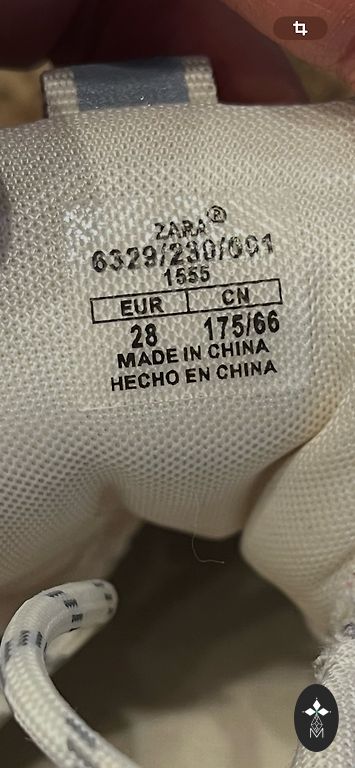 ZARA®
6329/230/001
1555
EUR CN
28 175/66
MADE IN CHINA
HECHO EN CHINA
M